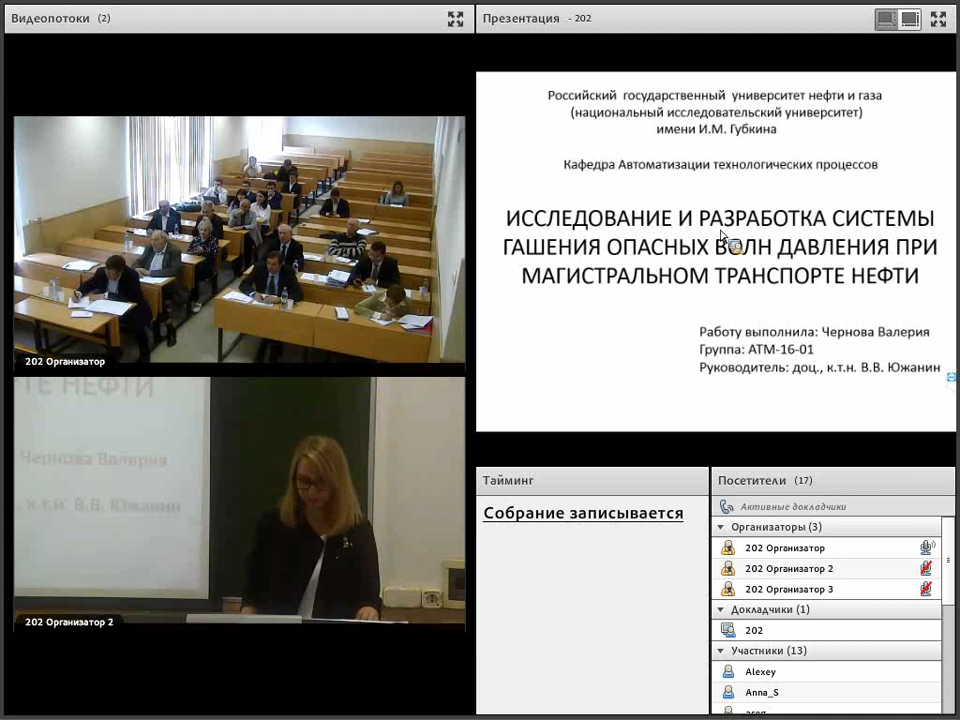 Видеопотоки (2)
202 Организатор
ТЕ НЕФТИ
Чернова Валерия
, к.т.н. В.В. Южанин
202 Организатор 2
Презентация - 202
Российский государственный университет нефти и газа
(национальный исследовательский университет)
имени И.М. Губкина
Кафедра Автоматизации технологических процессов
ИССЛЕДОВАНИЕ И РАЗРАБОТКА СИСТЕМЫ
ГАШЕНИЯ ОПАСНЫХ ВОЛН ДАВЛЕНИЯ ПРИ
МАГИСТРАЛЬНОМ ТРАНСПОРТЕ НЕФТИ
Работу выполнила: Чернова Валерия
Группа: АТМ-16-01
Руководитель: доц., к.т.н. В.В. Южанин
Тайминг
Собрание записывается
Посетители (17)
Активные докладчики
Организаторы (3)
202 Организатор
202 Организатор 2
202 Организатор 3
Докладчики (1)
202
Участники (13)
Alexey
Anna_S